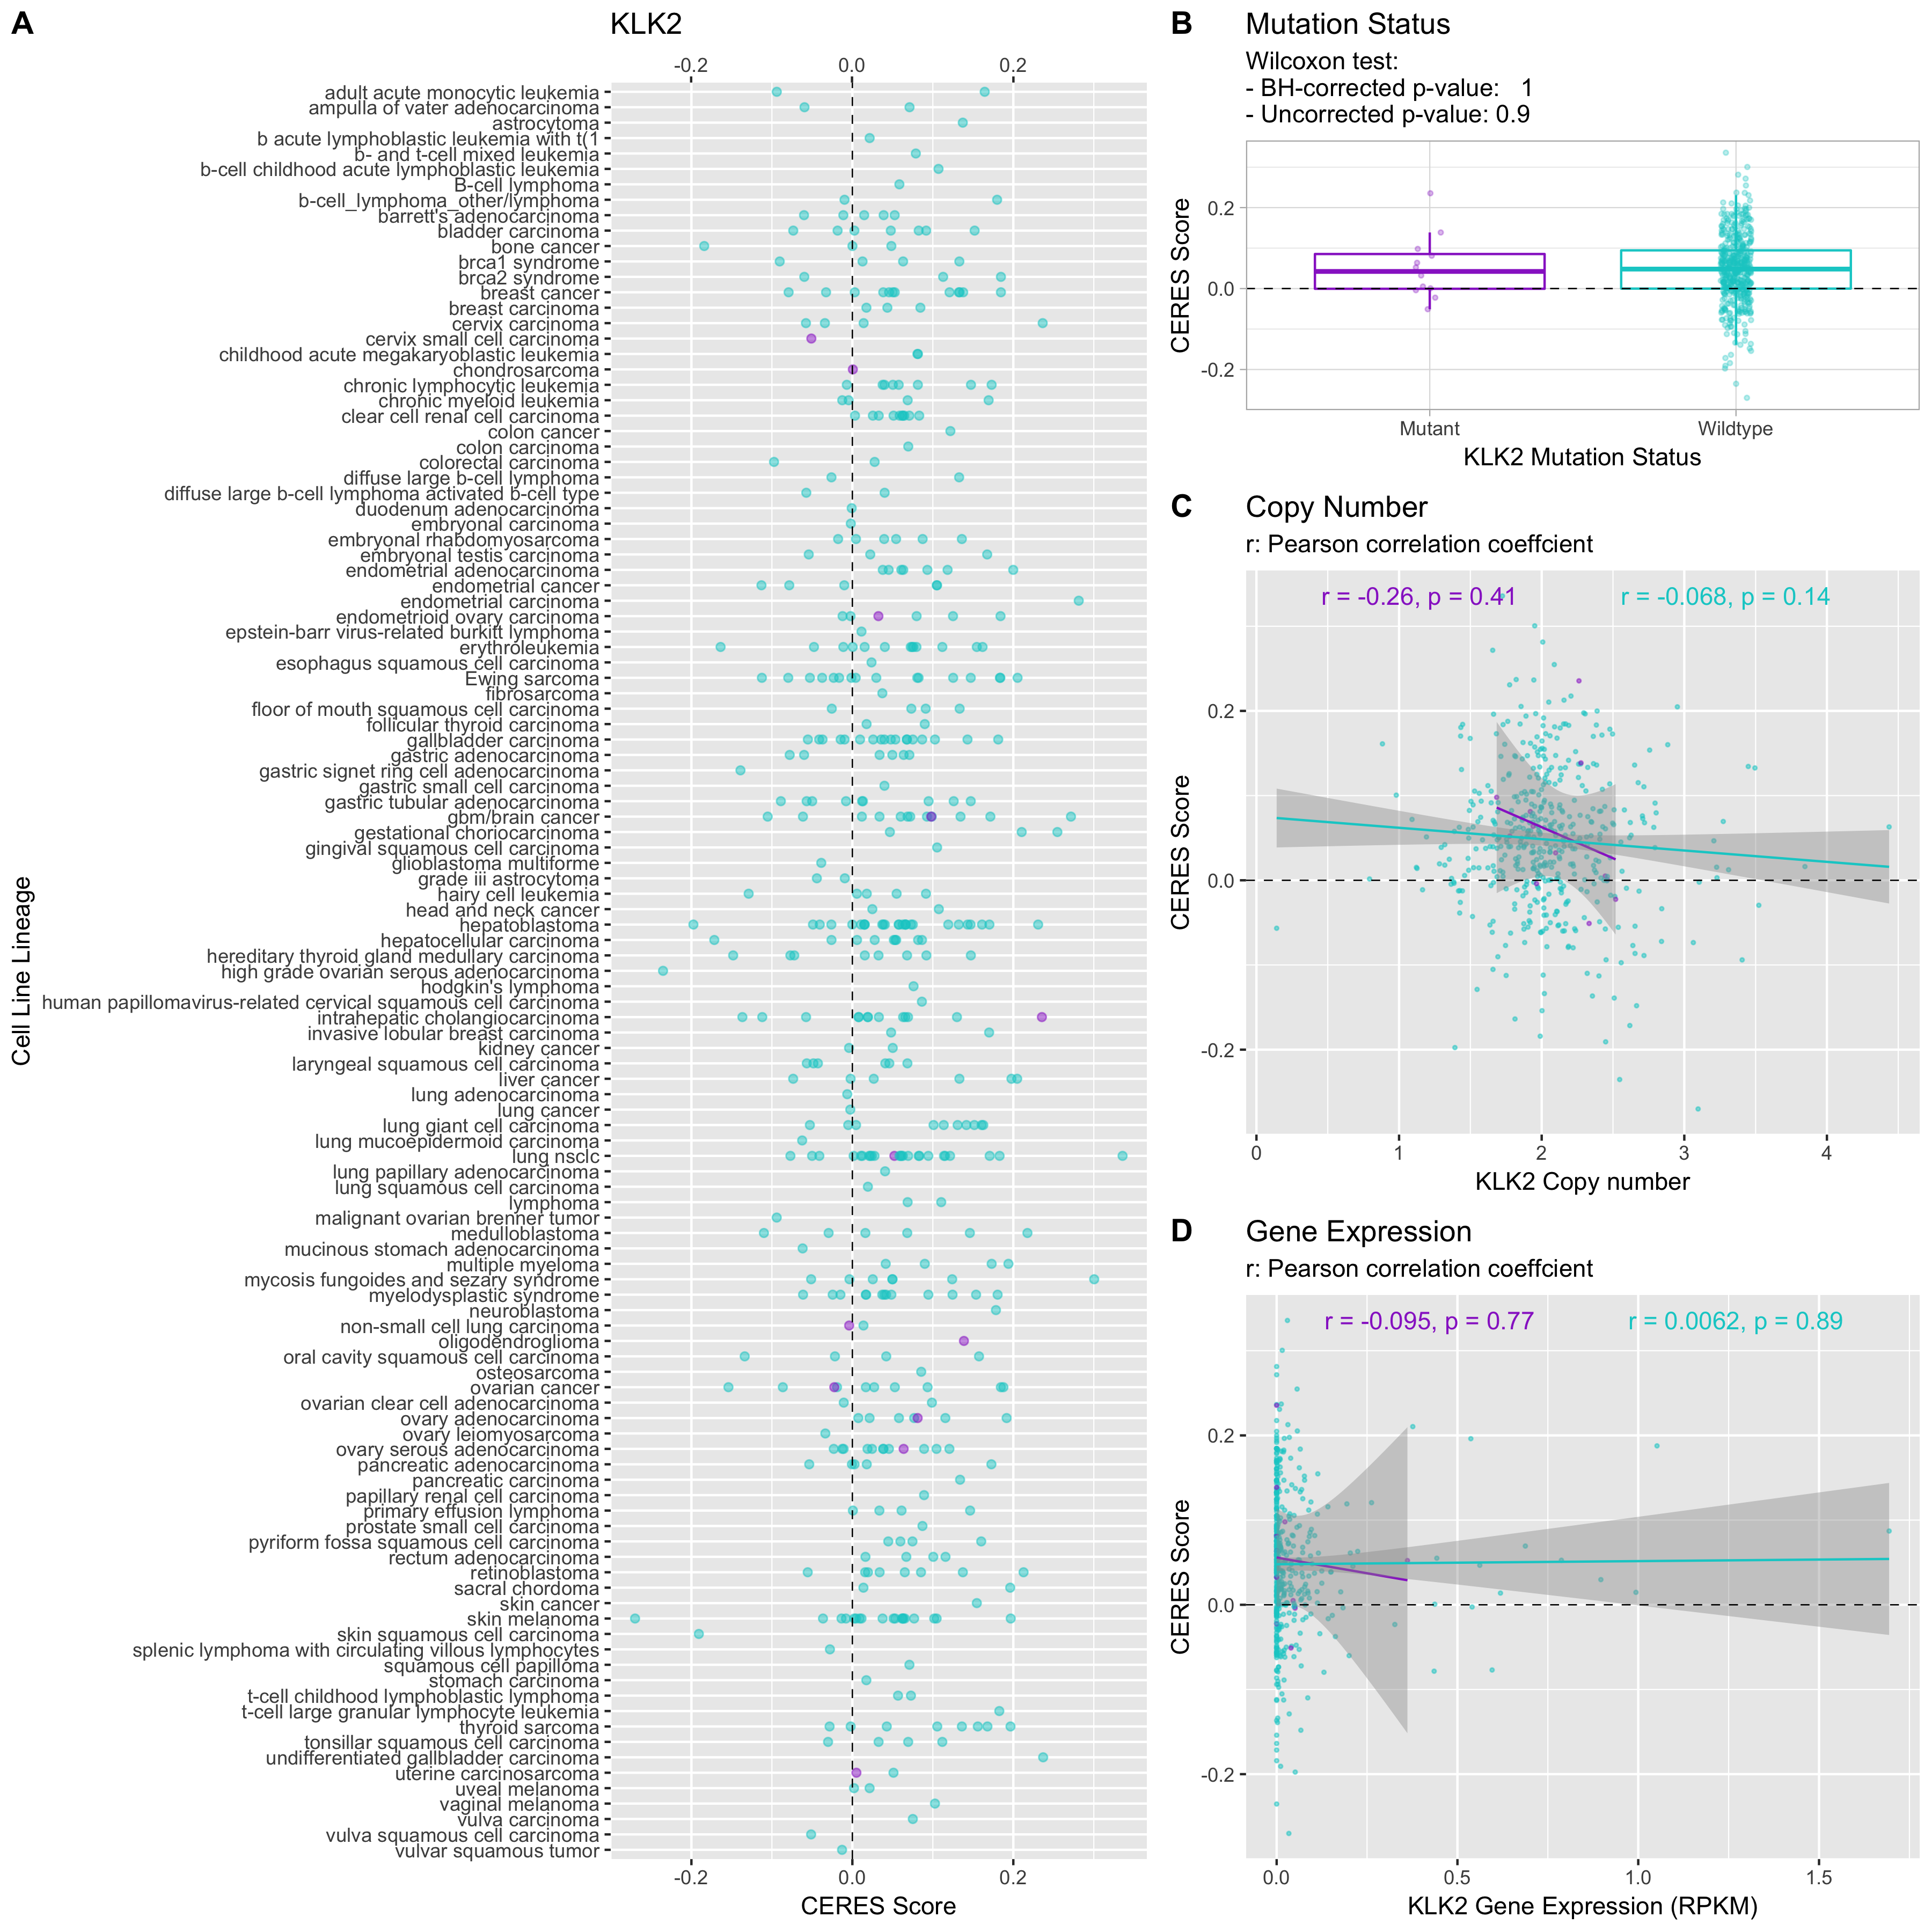 A
KLK2
-0.2 0.0 0.2
Cell Line Lineage
adult acute monocytic leukemia
ampulla of vater adenocarcinoma
astrocytoma
b acute lymphoblastic leukemia with t(1
b- and t-cell mixed leukemia
b-cell childhood acute lymphoblastic leukemia
B-cell lymphoma
b-cell_lymphoma_other/lymphoma
barrett's adenocarcinoma
bladder carcinoma
bone cancer
brca1 syndrome
brca2 syndrome
breast cancer
breast carcinoma
cervix carcinoma
cervix small cell carcinoma
childhood acute megakaryoblastic leukemia
chondrosarcoma
chronic lymphocytic leukemia
chronic myeloid leukemia
clear cell renal cell carcinoma
colon cancer
colon carcinoma
colorectal carcinoma
diffuse large b-cell lymphoma
diffuse large b-cell lymphoma activated b-cell type
duodenum adenocarcinoma
embryonal carcinoma
embryonal rhabdomyosarcoma
embryonal testis carcinoma
endometrial adenocarcinoma
endometrial cancer
endometrial carcinoma
endometrioid ovary carcinoma
epstein-barr virus-related burkitt lymphoma
erythroleukemia
esophagus squamous cell carcinoma
Ewing sarcoma
fibrosarcoma
floor of mouth squamous cell carcinoma
follicular thyroid carcinoma
gallbladder carcinoma
gastric adenocarcinoma
gastric signet ring cell adenocarcinoma
gastric small cell carcinoma
gastric tubular adenocarcinoma
gbm/brain cancer
gestational choriocarcinoma
gingival squamous cell carcinoma
glioblastoma multiforme
grade iii astrocytoma
hairy cell leukemia
head and neck cancer
hepatoblastoma
hepatocellular carcinoma
hereditary thyroid gland medullary carcinoma
high grade ovarian serous adenocarcinoma
hodgkin's lymphoma
human papillomavirus-related cervical squamous cell carcinoma
intrahepatic cholangiocarcinoma
invasive lobular breast carcinoma
kidney cancer
laryngeal squamous cell carcinoma
liver cancer
lung adenocarcinoma
lung cancer
lung giant cell carcinoma
lung mucoepidermoid carcinoma
lung nsclc
lung papillary adenocarcinoma
lung squamous cell carcinoma
lymphoma
malignant ovarian brenner tumor
medulloblastoma
mucinous stomach adenocarcinoma
multiple myeloma
mycosis fungoides and sezary syndrome
myelodysplastic syndrome
neuroblastoma
non-small cell lung carcinoma
oligodendroglioma
oral cavity squamous cell carcinoma
osteosarcoma
ovarian cancer
ovarian clear cell adenocarcinoma
ovary adenocarcinoma
ovary leiomyosarcoma
ovary serous adenocarcinoma
pancreatic adenocarcinoma
pancreatic carcinoma
papillary renal cell carcinoma
primary effusion lymphoma
prostate small cell carcinoma
pyriform fossa squamous cell carcinoma
rectum adenocarcinoma
retinoblastoma
sacral chordoma
skin cancer
skin melanoma
skin squamous cell carcinoma
splenic lymphoma with circulating villous lymphocytes
squamous cell papilloma
stomach carcinoma
t-cell childhood lymphoblastic lymphoma
t-cell large granular lymphocyte leukemia
thyroid sarcoma
tonsillar squamous cell carcinoma
undifferentiated gallbladder carcinoma
uterine carcinosarcoma
uveal melanoma
vaginal melanoma
vulva carcinoma
vulva squamous cell carcinoma
vulvar squamous tumor
-0.2 0.0 0.2
CERES Score
B
Mutation Status
Wilcoxon test:
- BH-corrected p-value: 1
- Uncorrected p-value: 0.9
CERES Score
0.2
0.0
-0.2
Mutant Wildtype
KLK2 Mutation Status
C
Copy Number
r: Pearson correlation coeffcient
r = -0.26, p = 0.41 r = -0.068, p = 0.14
CERES Score
0.2
0.0
-0.2
0 1 2 3 4
KLK2 Copy number
D
Gene Expression
r: Pearson correlation coeffcient
r = -0.095, p = 0.77 r = 0.0062, p = 0.89
CERES Score
0.2
0.0
-0.2
0.0 0.5 1.0 1.5
KLK2 Gene Expression (RPKM)